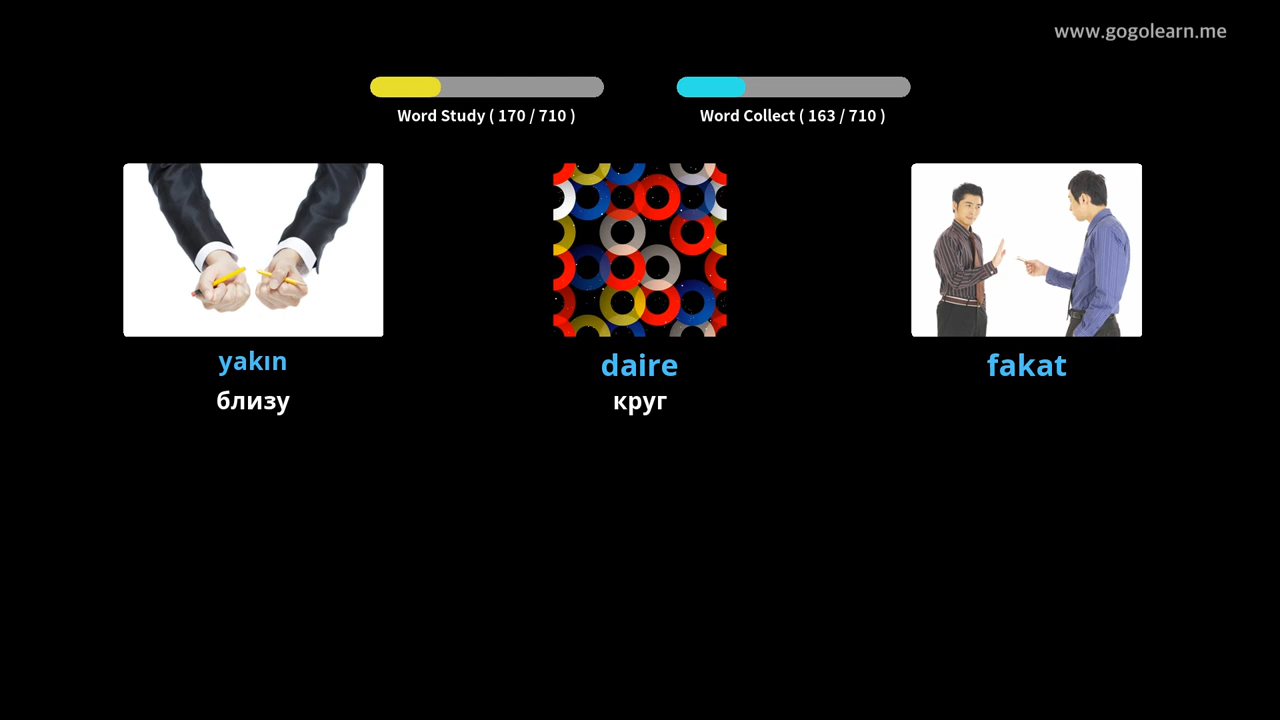 www.gogolearn.me
Word Study ( 170 / 710 )
Word Collect ( 163 / 710 )
yakın
близу
daire
круг
fakat